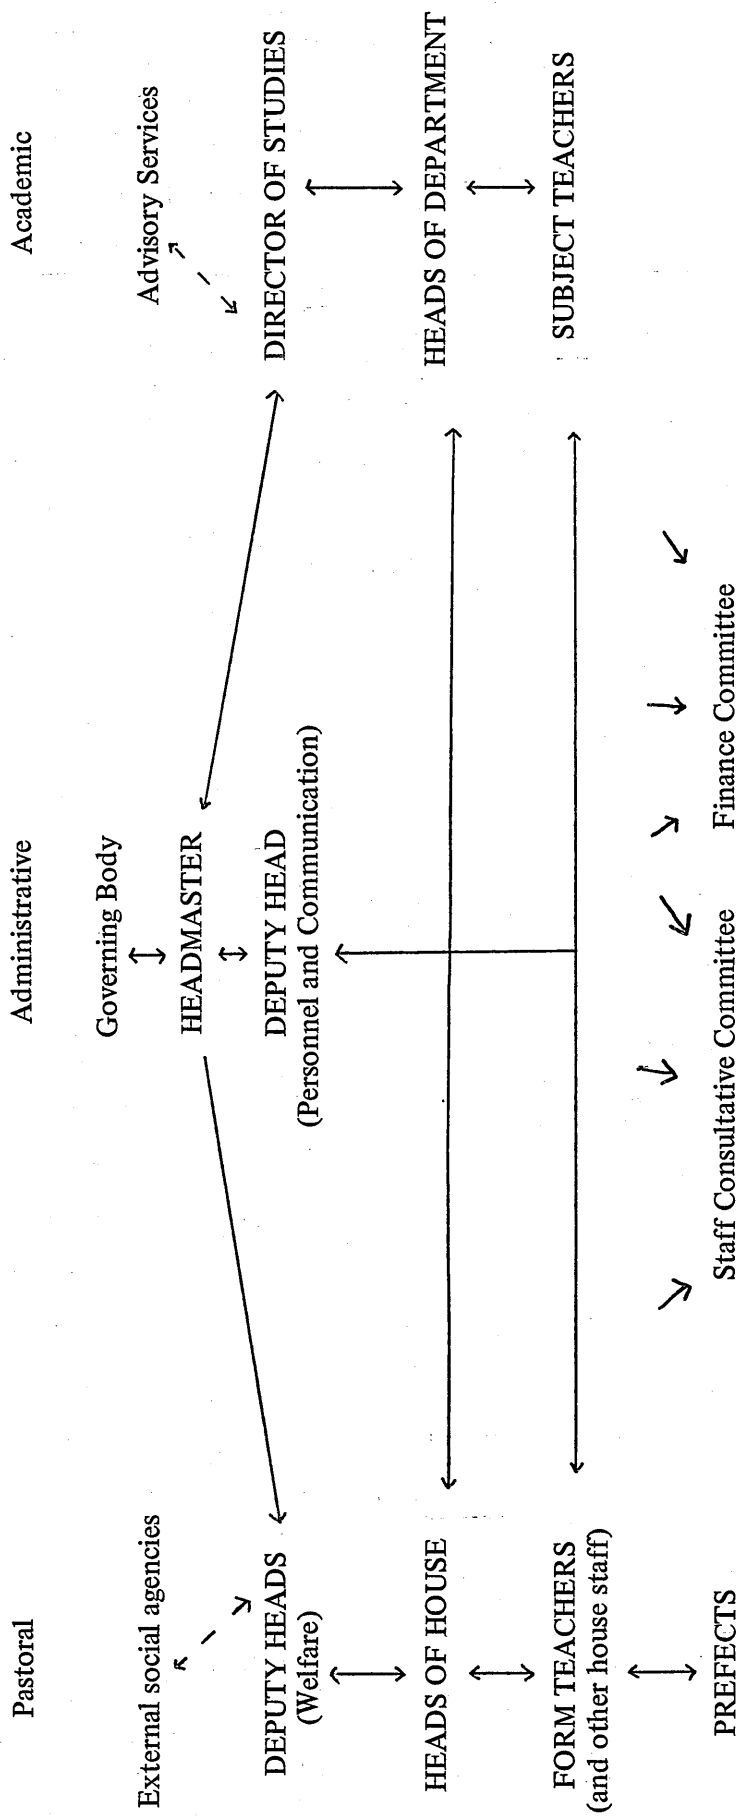 Pastoral
Administrative
Academic
External social agencies
Governing Body
Advisory Services
HEADMASTER
DEPUTY HEADS
(Welfare)
DEPUTY HEAD
(Personnel and Communication)
DIRECTOR OF STUDIES
HEADS OF HOUSE
HEADS OF DEPARTMENT
FORM TEACHERS
(and other house staff)
SUBJECT TEACHERS
PREFECTS
Staff Consultative Committee
Finance Committee